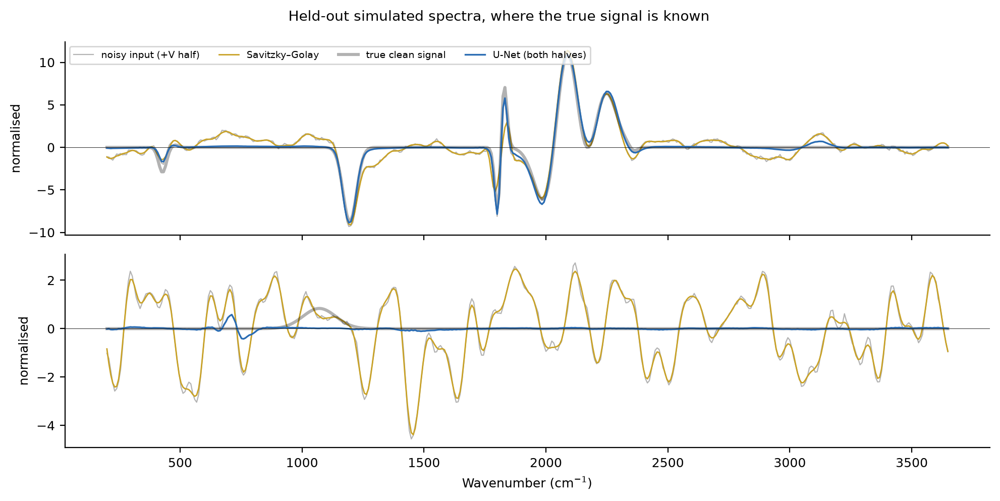 Held-out simulated spectra, where the true signal is known
noisy input (+V half) Savitzky–Golay true clean signal U-Net (both halves)
normalised
10
5
0
−5
−10
normalised
2
0
−2
−4
500 1000 1500 2000 2500 3000 3500
Wavenumber (cm⁻¹)